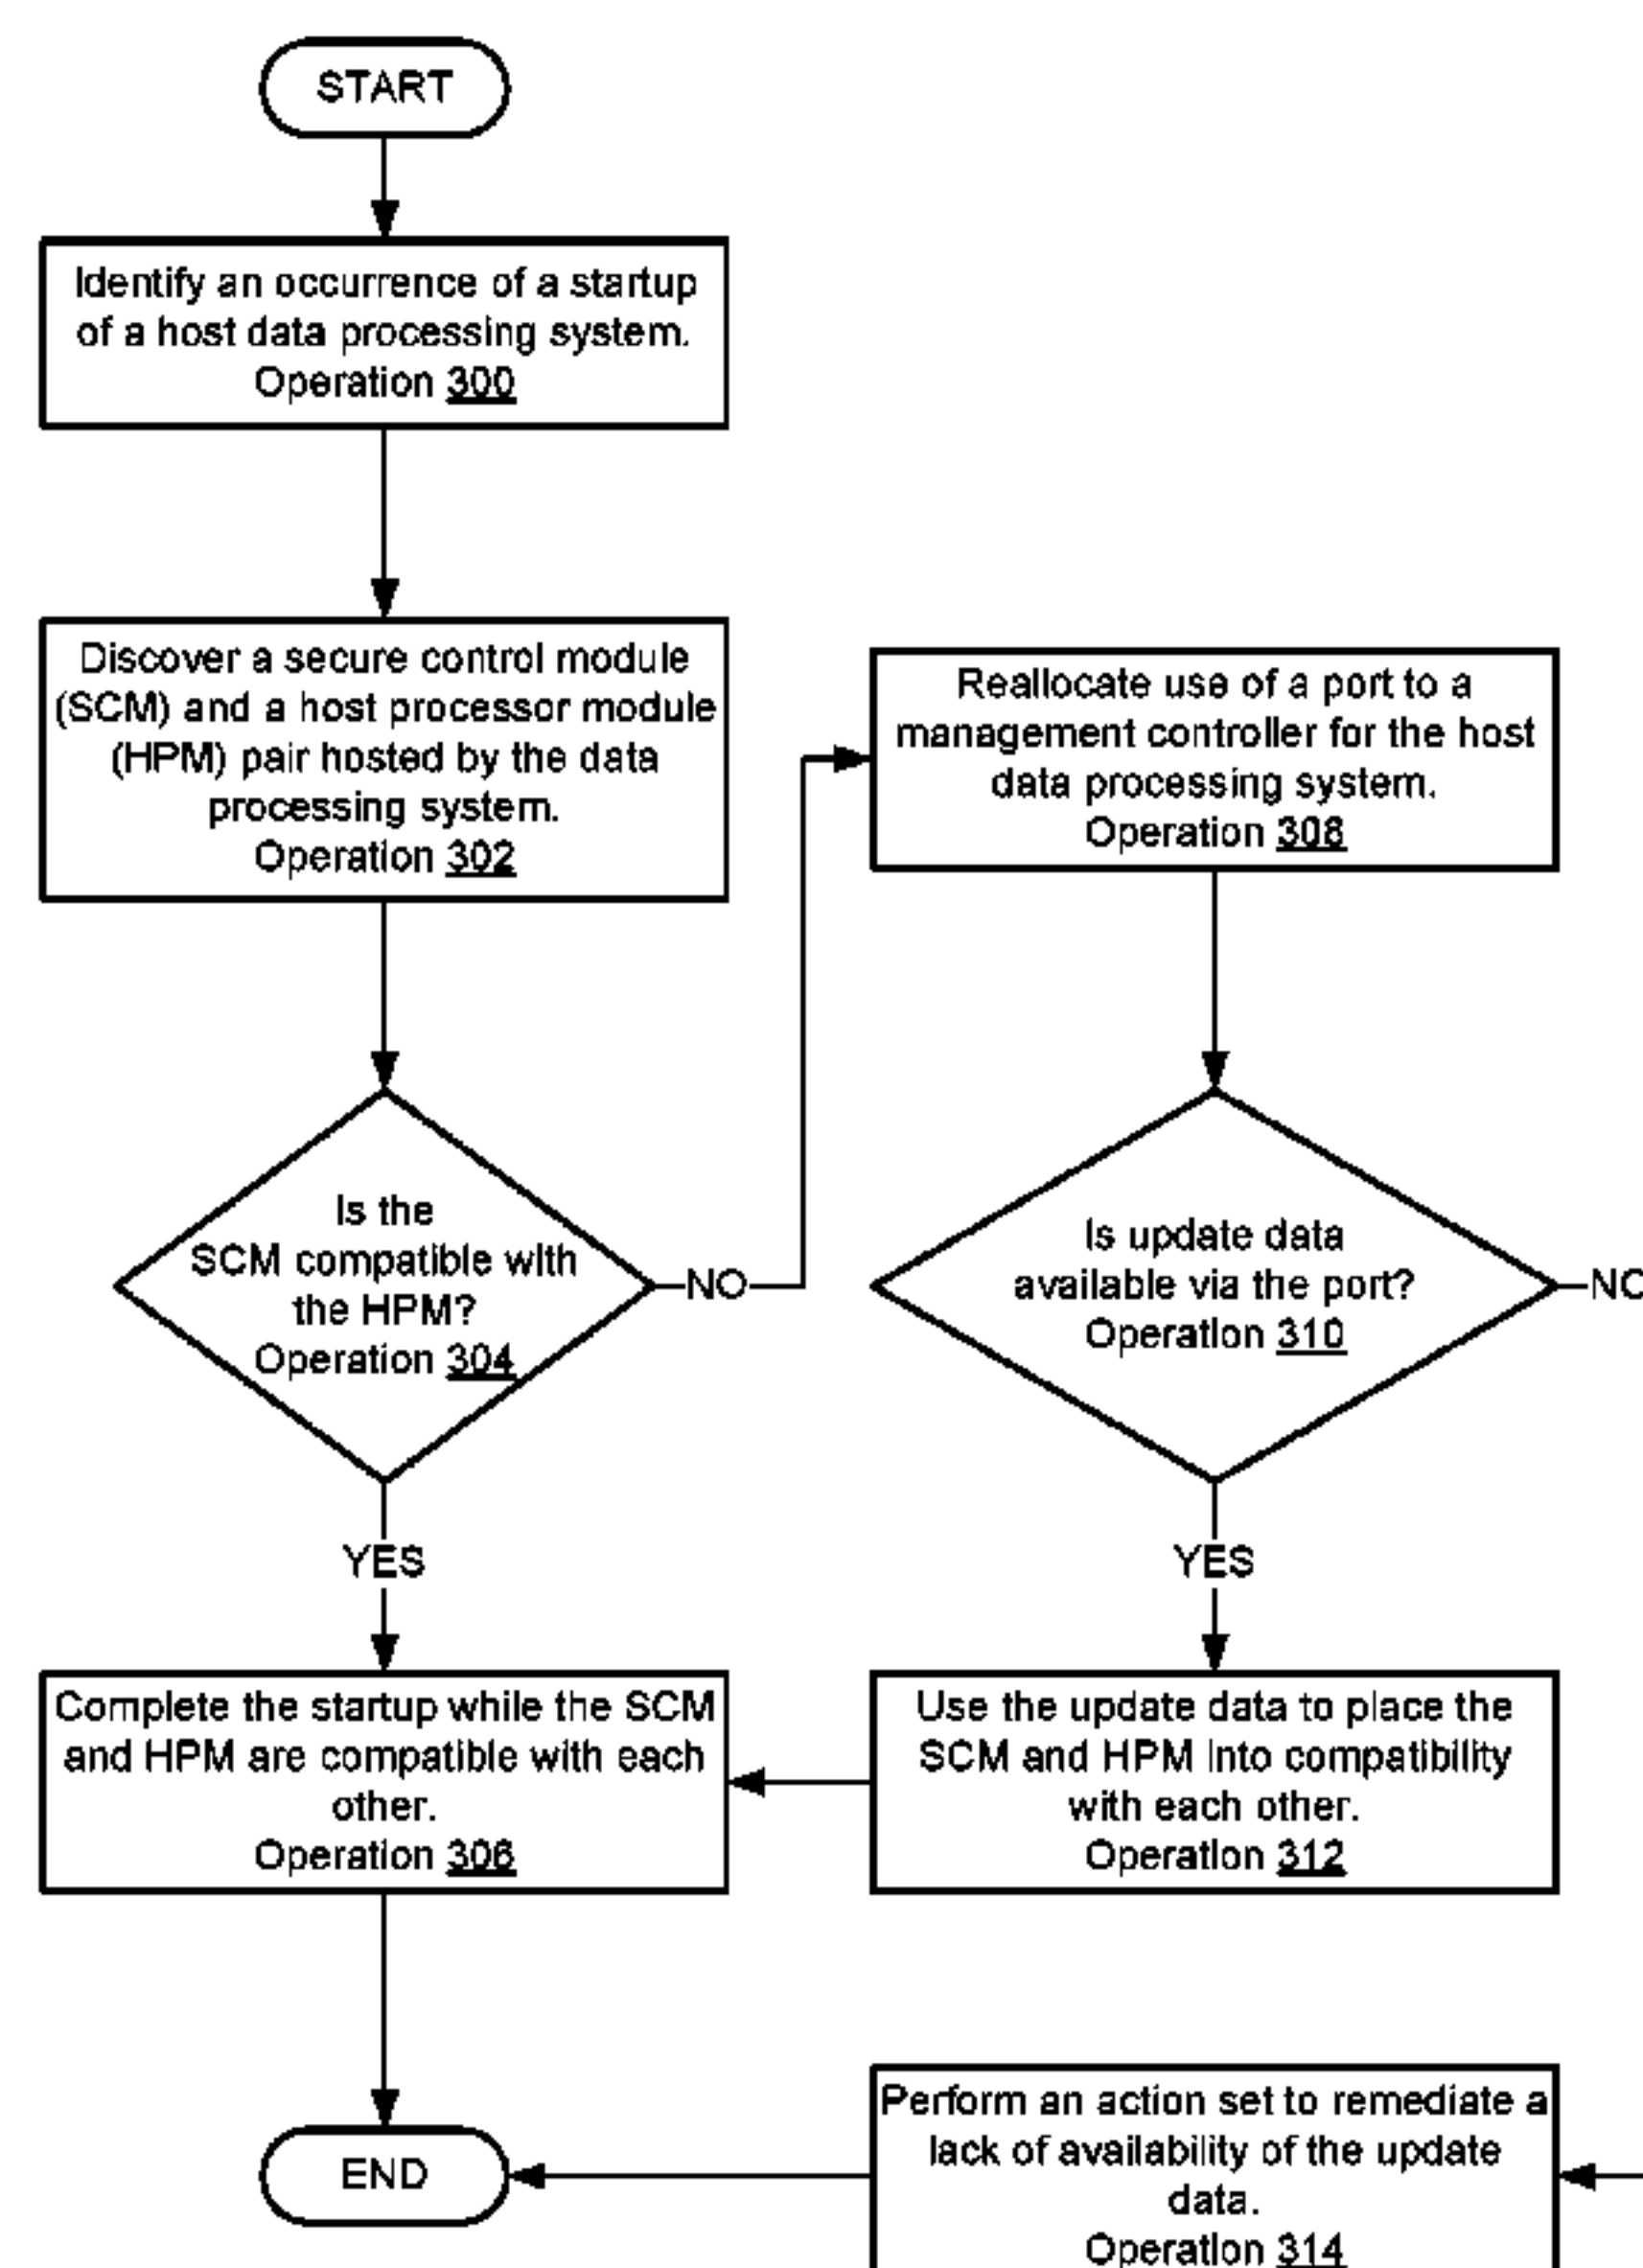 START
Identify an occurrence of a startup
of a host data processing system.
Operation 300
Discover a secure control module
(SCM) and a host processor module
(HPM) pair hosted by the data
processing system.
Operation 302
Is the
SCM compatible with
the HPM?
Operation 304
NO
YES
Complete the startup while the SCM
and HPM are compatible with each
other.
Operation 306
END
Reallocate use of a port to a
management controller for the host
data processing system.
Operation 308
Is update data
available via the port?
Operation 310
NO
YES
Use the update data to place the
SCM and HPM into compatibility
with each other.
Operation 312
Perform an action set to remediate a
lack of availability of the update
data.
Operation 314